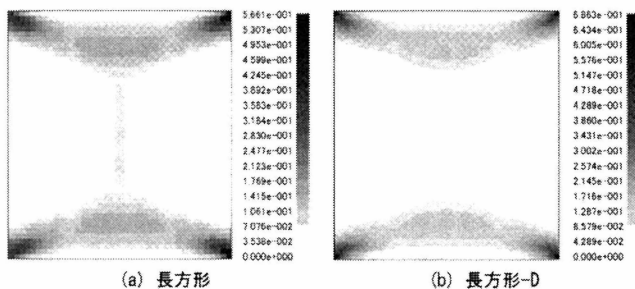 5.661e-001
5.307e-001
4.953e-001
4.599e-001
4.245e-001
3.892e-001
3.583e-001
3.184e-001
2.830e-001
2.477e-001
2.123e-001
1.769e-001
1.415e-001
1.061e-001
7.076e-002
3.538e-002
0.000e+000
6.863e-001
6.434e-001
6.005e-001
5.576e-001
5.147e-001
4.718e-001
4.289e-001
3.860e-001
3.431e-001
3.002e-001
2.574e-001
2.145e-001
1.716e-001
1.287e-001
8.579e-002
4.289e-002
0.000e+000
(a) 長方形
(b) 長方形-D